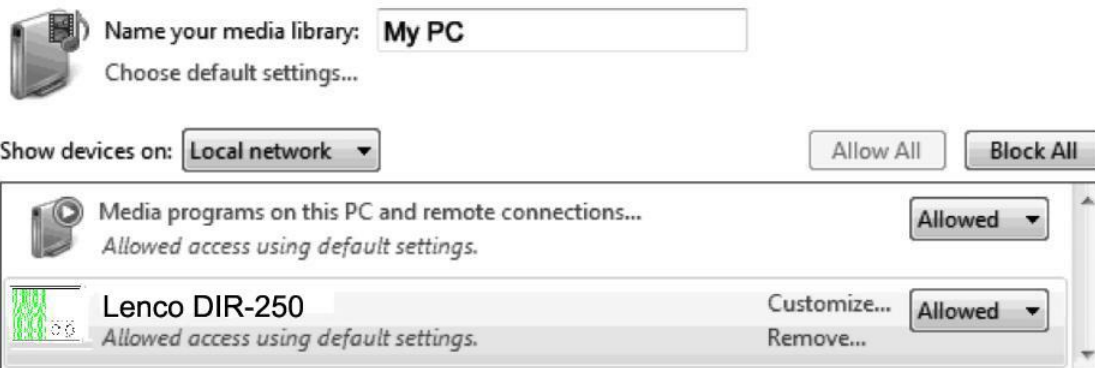 Name your media library: My PC
Choose default settings...
Show devices on: Local network Allow All Block All
Media programs on this PC and remote connections... Allowed
Allowed access using default settings.
Lenco DIR-250 Customize... Allowed
Allowed access using default settings. Remove...